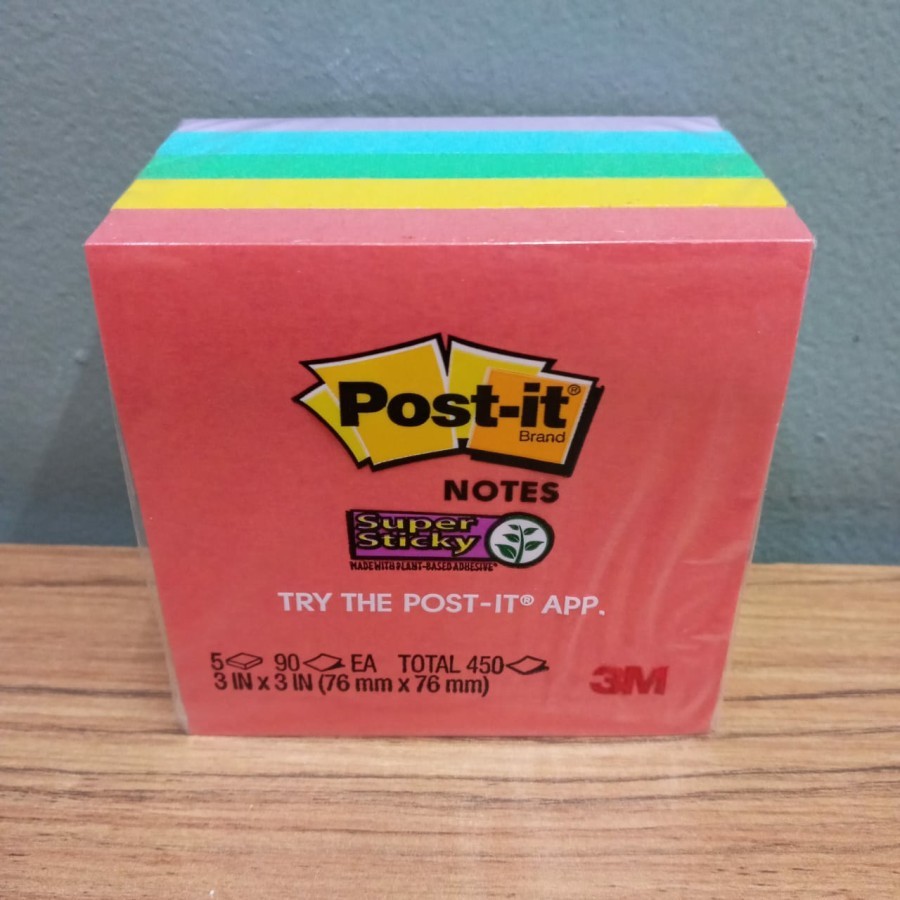 Post-it®
Brand
NOTES
Super
Sticky
MADE WITH PLANT-BASED ADHESIVE*
TRY THE POST-IT® APP.
5 90 EA TOTAL 450
3 IN x 3 IN (76 mm x 76 mm)
3M